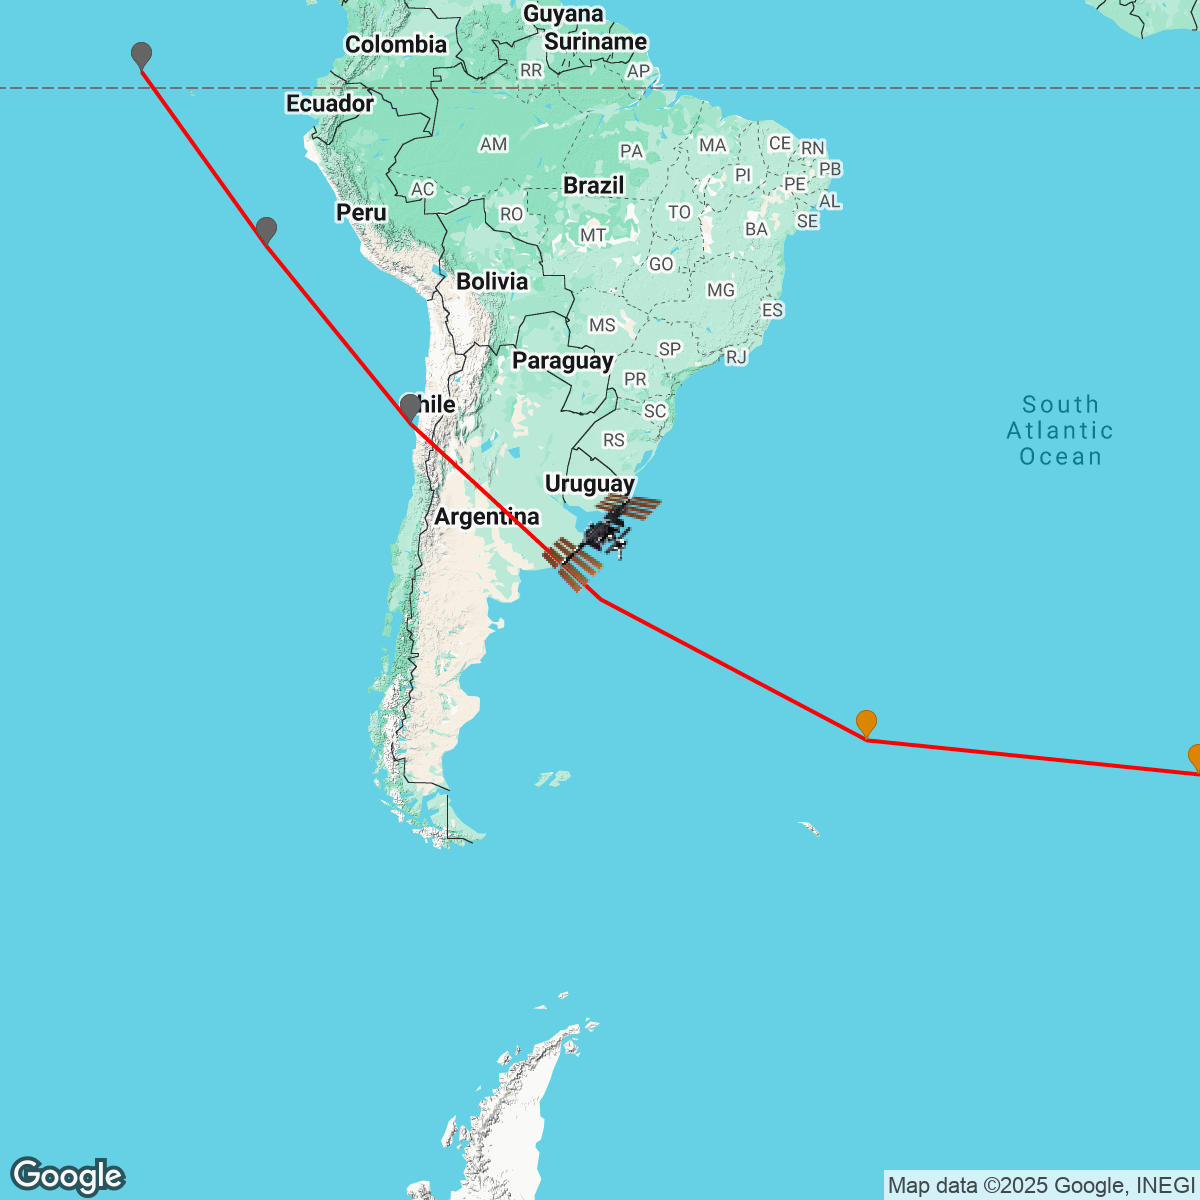 Guyana
Suriname
Colombia
RR
AP
Ecuador
AM
PA
MA
CE
RN
PI
PB
PE
AC
Brazil
AL
Peru
RO
TO
SE
MT
BA
GO
Bolivia
MG
ES
MS
SP
RJ
Paraguay
PR
hile
SC
South
Atlantic
Ocean
RS
Uruguay
Argentina
Google
Map data ©2025 Google, INEGI